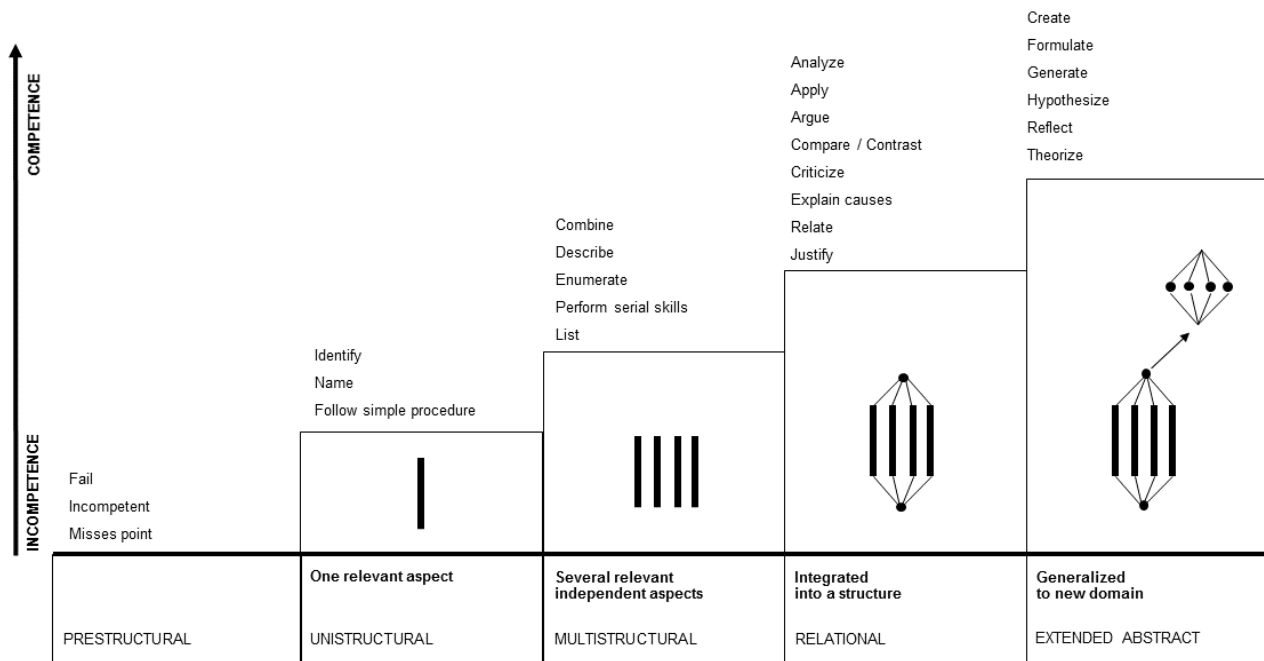 COMPETENCE
INCOMPETENCE
Fail
Incompetent
Misses point
Identify
Name
Follow simple procedure
Combine
Describe
Enumerate
Perform serial skills
List
Analyze
Apply
Argue
Compare / Contrast
Criticize
Explain causes
Relate
Justify
Create
Formulate
Generate
Hypothesize
Reflect
Theorize
PRESTRUCTURAL
One relevant aspect
UNISTRUCTURAL
Several relevant
independent aspects
MULTISTRUCTURAL
Integrated
into a structure
RELATIONAL
Generalized
to new domain
EXTENDED ABSTRACT